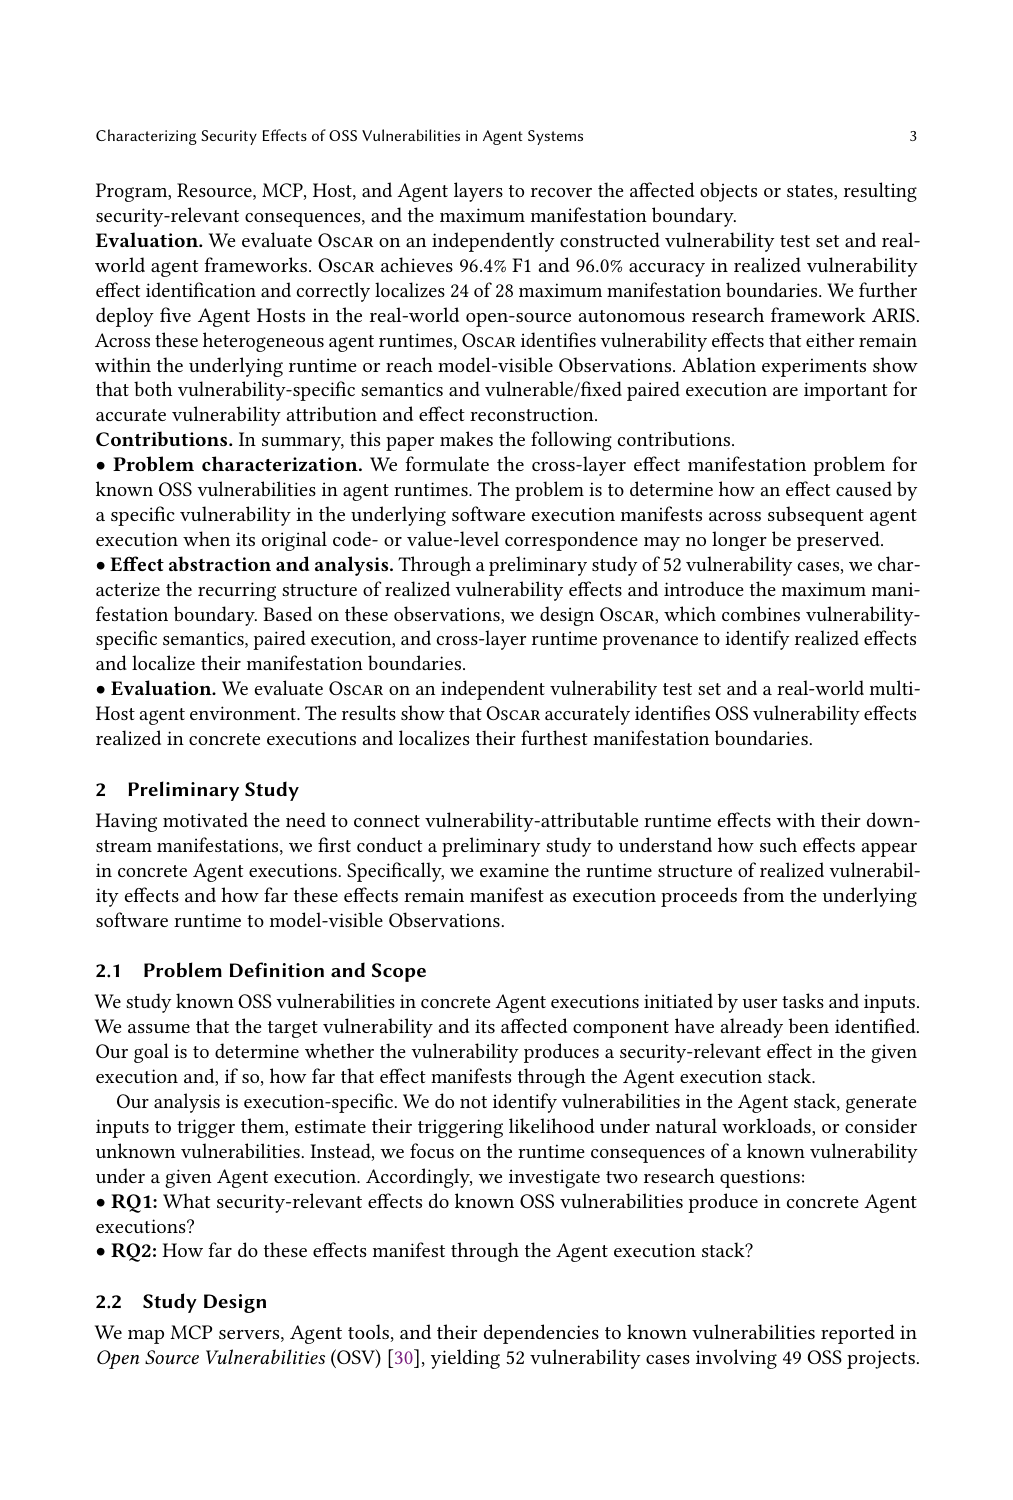 Characterizing Security Effects of OSS Vulnerabilities in Agent Systems 3
Program, Resource, MCP, Host, and Agent layers to recover the affected objects or states, resulting
security-relevant consequences, and the maximum manifestation boundary.
Evaluation. We evaluate Oscar on an independently constructed vulnerability test set and real-
world agent frameworks. Oscar achieves 96.4% F1 and 96.0% accuracy in realized vulnerability
effect identification and correctly localizes 24 of 28 maximum manifestation boundaries. We further
deploy five Agent Hosts in the real-world open-source autonomous research framework ARIS.
Across these heterogeneous agent runtimes, Oscar identifies vulnerability effects that either remain
within the underlying runtime or reach model-visible Observations. Ablation experiments show
that both vulnerability-specific semantics and vulnerable/fixed paired execution are important for
accurate vulnerability attribution and effect reconstruction.
Contributions. In summary, this paper makes the following contributions.
• Problem characterization. We formulate the cross-layer effect manifestation problem for
known OSS vulnerabilities in agent runtimes. The problem is to determine how an effect caused by
a specific vulnerability in the underlying software execution manifests across subsequent agent
execution when its original code- or value-level correspondence may no longer be preserved.
• Effect abstraction and analysis. Through a preliminary study of 52 vulnerability cases, we char-
acterize the recurring structure of realized vulnerability effects and introduce the maximum mani-
festation boundary. Based on these observations, we design Oscar, which combines vulnerability-
specific semantics, paired execution, and cross-layer runtime provenance to identify realized effects
and localize their manifestation boundaries.
• Evaluation. We evaluate Oscar on an independent vulnerability test set and a real-world multi-
Host agent environment. The results show that Oscar accurately identifies OSS vulnerability effects
realized in concrete executions and localizes their furthest manifestation boundaries.
2 Preliminary Study
Having motivated the need to connect vulnerability-attributable runtime effects with their down-
stream manifestations, we first conduct a preliminary study to understand how such effects appear
in concrete Agent executions. Specifically, we examine the runtime structure of realized vulnerabil-
ity effects and how far these effects remain manifest as execution proceeds from the underlying
software runtime to model-visible Observations.
2.1 Problem Definition and Scope
We study known OSS vulnerabilities in concrete Agent executions initiated by user tasks and inputs.
We assume that the target vulnerability and its affected component have already been identified.
Our goal is to determine whether the vulnerability produces a security-relevant effect in the given
execution and, if so, how far that effect manifests through the Agent execution stack.
Our analysis is execution-specific. We do not identify vulnerabilities in the Agent stack, generate
inputs to trigger them, estimate their triggering likelihood under natural workloads, or consider
unknown vulnerabilities. Instead, we focus on the runtime consequences of a known vulnerability
under a given Agent execution. Accordingly, we investigate two research questions:
• RQ1: What security-relevant effects do known OSS vulnerabilities produce in concrete Agent
executions?
• RQ2: How far do these effects manifest through the Agent execution stack?
2.2 Study Design
We map MCP servers, Agent tools, and their dependencies to known vulnerabilities reported in
Open Source Vulnerabilities (OSV) [30], yielding 52 vulnerability cases involving 49 OSS projects.